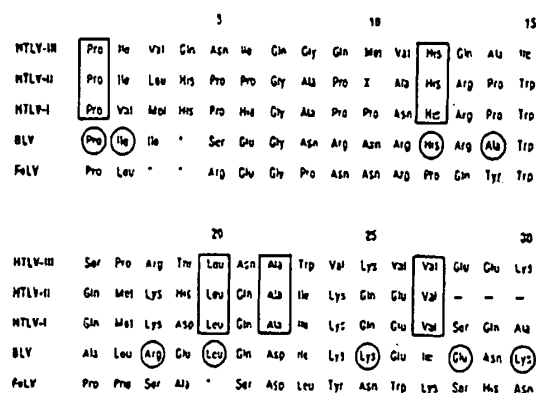 5 10 15
HTLV-III Pro Ile Val Gln Asn Ile Gln Gly Gln Met Val His Gln Ala Ile
HTLV-II Pro Ile Leu His Pro Pro Gly Ala Pro X Ala His Arg Pro Trp
HTLV-I Pro Val Met His Pro His Gly Ala Pro Pro Asn His Arg Pro Trp
BLV Pro Ile Ile * Ser Glu Gly Asn Arg Asn Arg His Arg Ala Trp
FeLV Pro Leu * * Arg Glu Gly Pro Asn Asn Arg Pro Gln Tyr Trp
20 25 30
HTLV-III Ser Pro Arg Thr Leu Asn Ala Trp Val Lys Val Val Glu Glu Lys
HTLV-II Gln Met Lys His Leu Gln Ala Ile Lys Gln Glu Val - - -
HTLV-I Gln Met Lys Asp Leu Gln Ala Ile Lys Gln Glu Val Ser Gln Ala
BLV Ala Leu Arg Glu Leu Gln Asp Ile Lys Lys Glu Ile Glu Asn Lys
FeLV Pro Phe Ser Ala * Ser Asp Leu Tyr Asn Trp Lys Ser His Asn